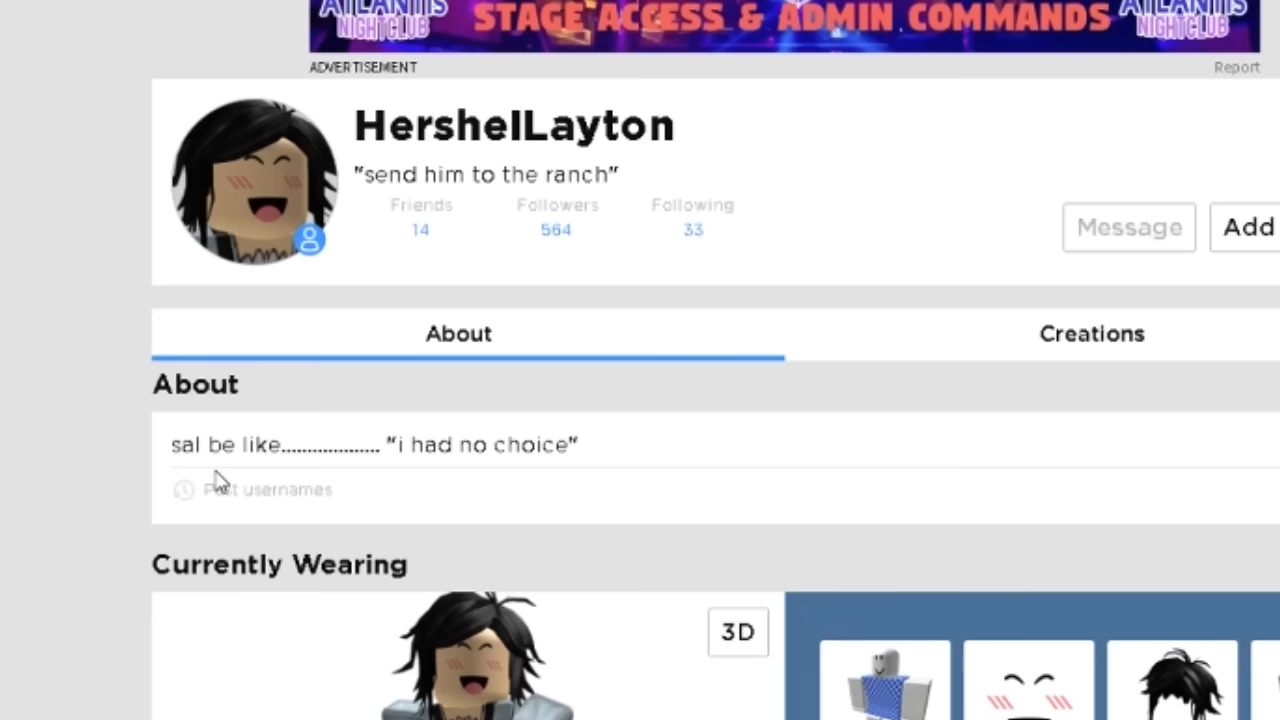 ATLANTIS
NIGHTCLUB
STAGE ACCESS & ADMIN COMMANDS
ATLANTIS
NIGHTCLUB
ADVERTISEMENT
Report
HershelLayton
"send him to the ranch"
Friends Followers Following
14 564 33
Message
Add
About
Creations
About
sal be like................... "i had no choice"
Past usernames
Currently Wearing
3D